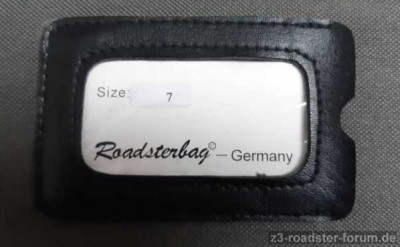 Size: 7
Roadsterbag© – Germany
z3-roadster-forum.de